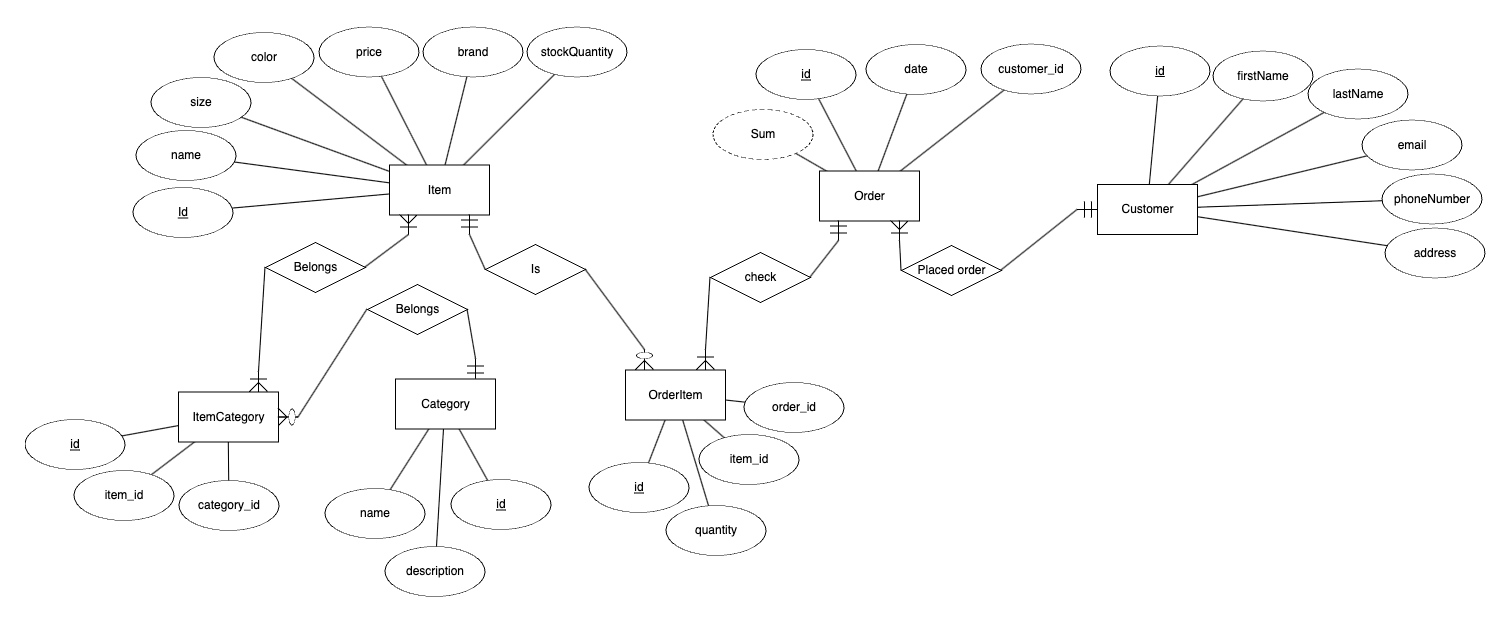 color
price
brand
stockQuantity
size
name
Id
Item
id
date
customer_id
Sum
Order
id
firstName
lastName
email
phoneNumber
address
Customer
Belongs
Is
check
Placed order
Belongs
ItemCategory
Category
OrderItem
id
item_id
category_id
name
id
description
order_id
item_id
id
quantity